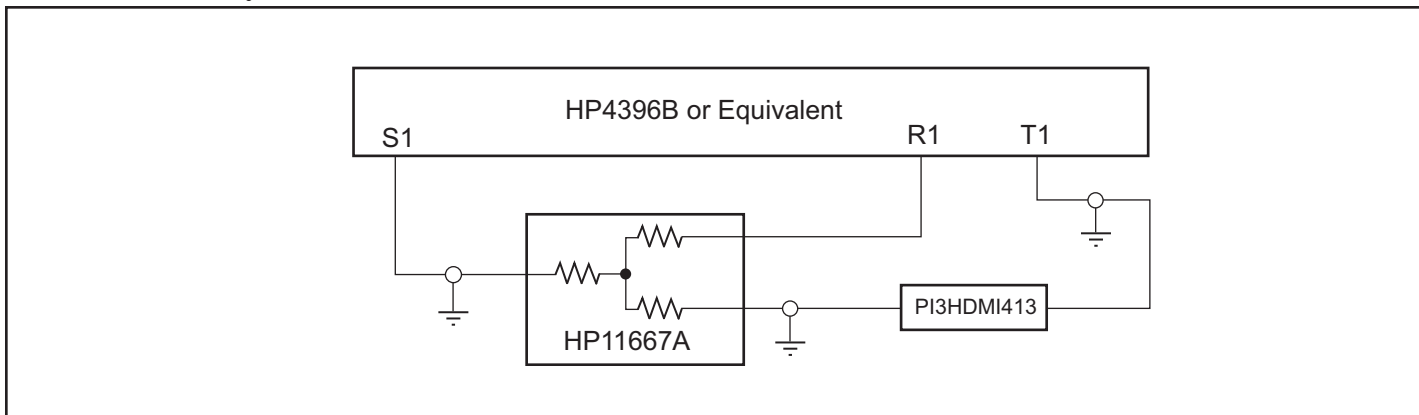 HP4396B or Equivalent
S1
R1
T1
PI3HDMI413
HP11667A